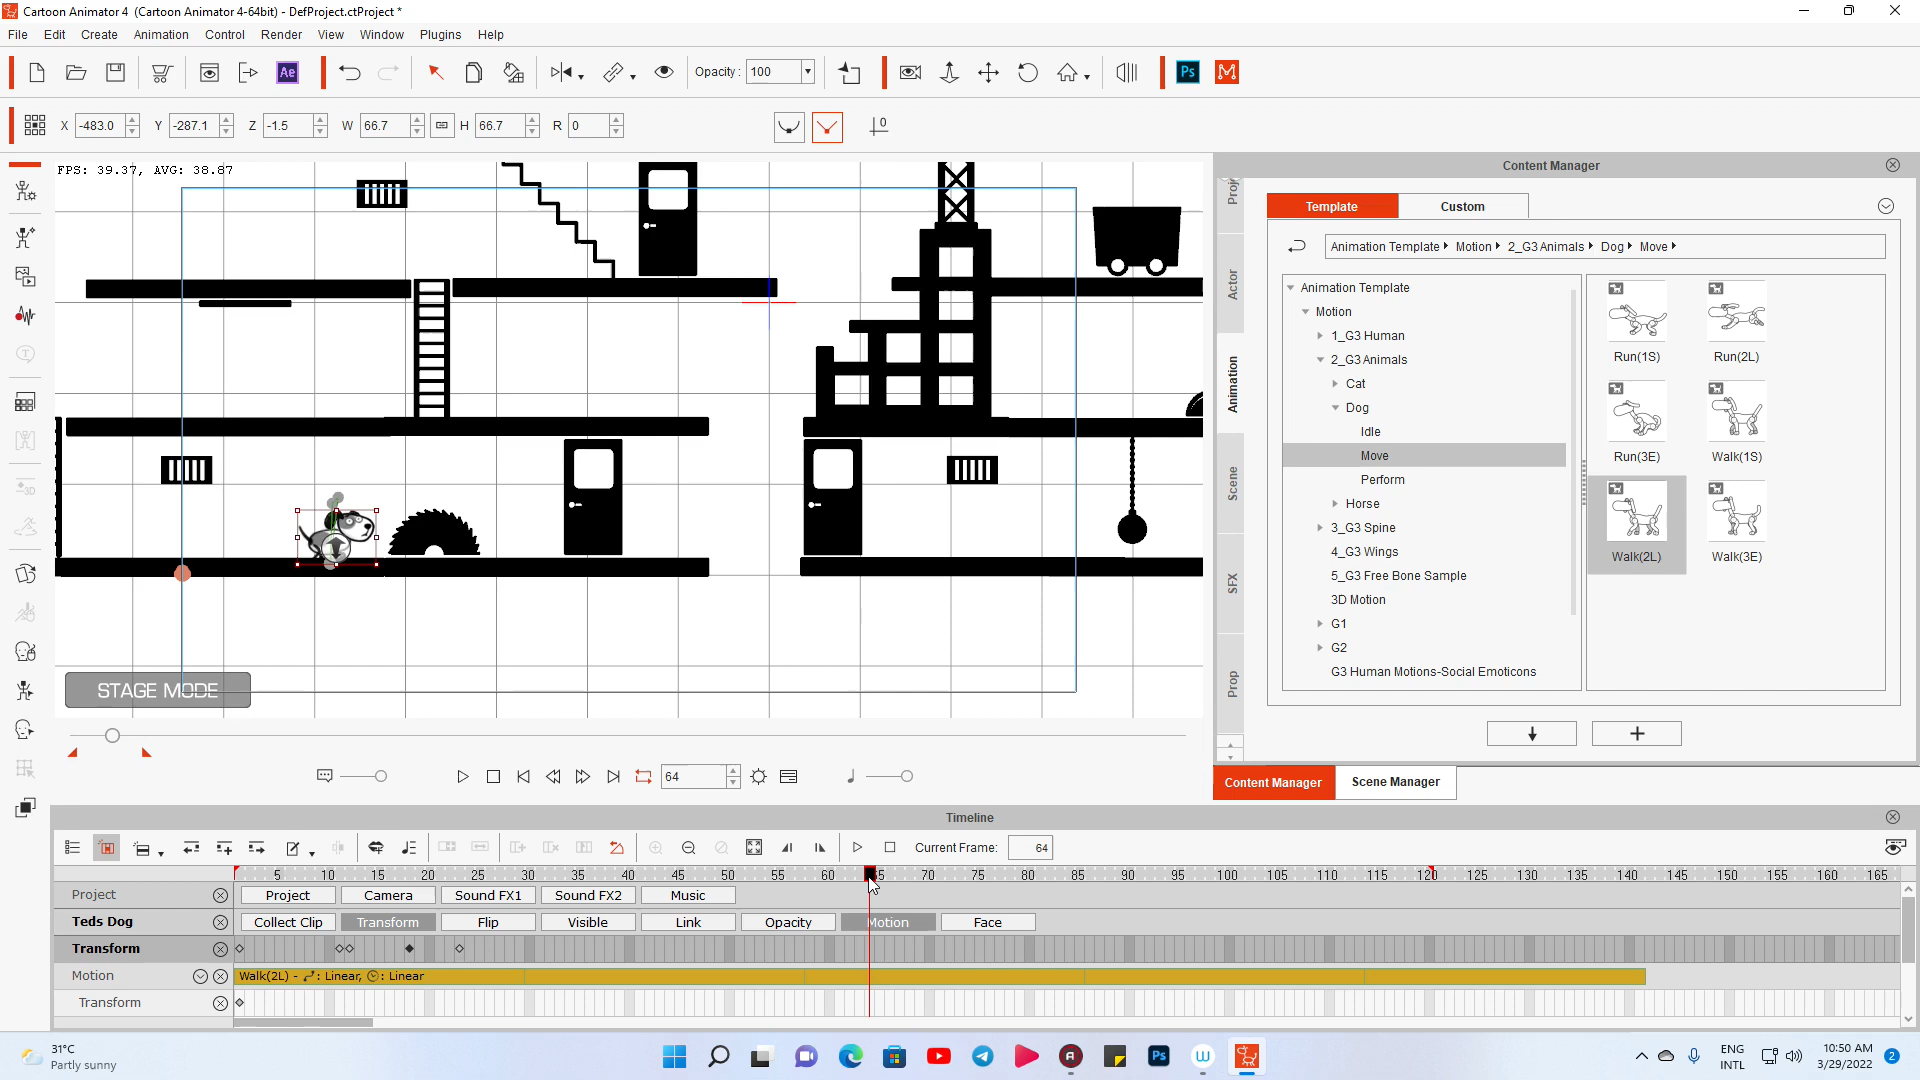 Cartoon Animator 4 (Cartoon Animator 4-64bit) - DefProject.ctProject *
File Edit Create Animation Control Render View Window Plugins Help
Ae Opacity : 100 Ps
X -483.0 Y -287.1 Z -1.5 W 66.7 H 66.7 R 0 0
FPS: 39.37, AVG: 38.87
STAGE MODE
64
Content Manager
Template Custom
Animation Template Motion 2_G3 Animals Dog Move
Actor
Animation
Scene
SFX
Prop
Animation Template
Motion
1_G3 Human
2_G3 Animals
Cat
Dog
Idle
Move
Perform
Horse
3_G3 Spine
4_G3 Wings
5_G3 Free Bone Sample
3D Motion
G1
G2
G3 Human Motions-Social Emoticons
Run(1S) Run(2L)
Run(3E) Walk(1S)
Walk(2L) Walk(3E)
Content Manager Scene Manager
Timeline
Current Frame: 64
5 10 15 20 25 30 35 40 45 50 55 60 65 70 75 80 85 90 95 100 105 110 115 120 125 130 135 140 145 150 155 160 165
Project Project Camera Sound FX1 Sound FX2 Music
Teds Dog Collect Clip Transform Flip Visible Link Opacity Motion Face
Transform
Motion Walk(2L) - : Linear, : Linear
Transform
31°C
Partly sunny
ENG
INTL
10:50 AM
3/29/2022
2